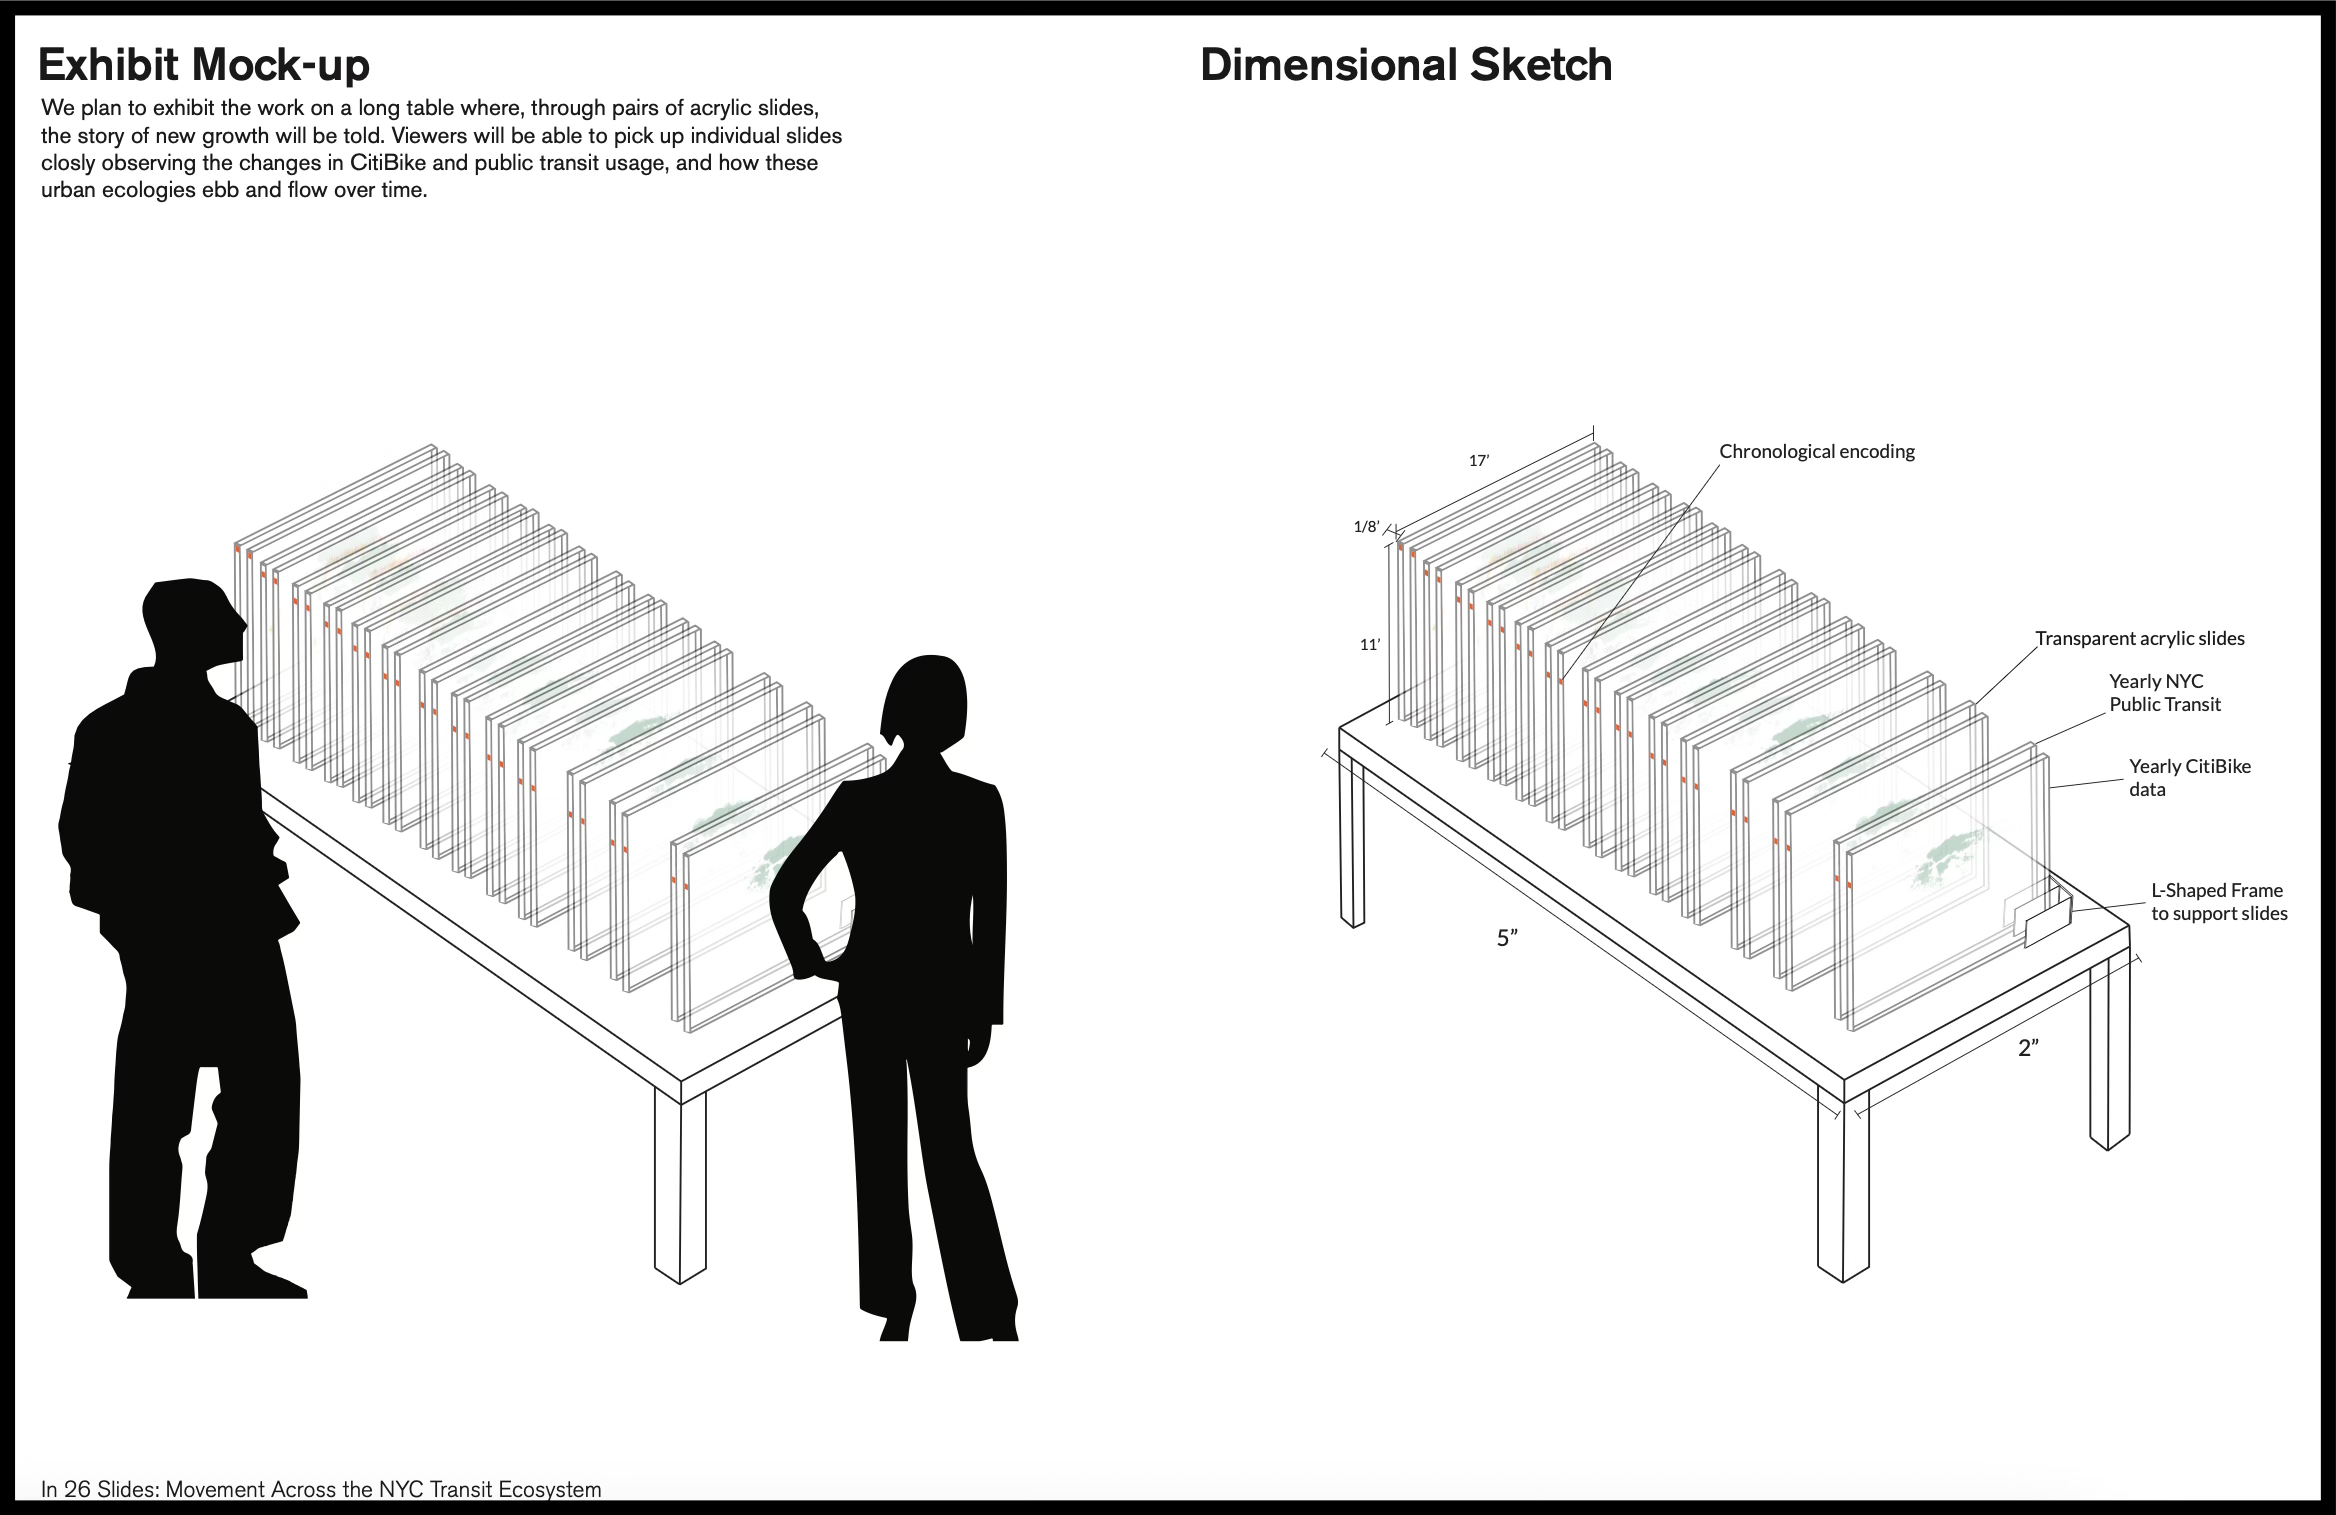 Exhibit Mock-up
We plan to exhibit the work on a long table where, through pairs of acrylic slides,
the story of new growth will be told. Viewers will be able to pick up individual slides
closly observing the changes in CitiBike and public transit usage, and how these
urban ecologies ebb and flow over time.
Dimensional Sketch
17’
Chronological encoding
1/8’
11’
Transparent acrylic slides
Yearly NYC
Public Transit
Yearly CitiBike
data
L-Shaped Frame
to support slides
5”
2”
In 26 Slides: Movement Across the NYC Transit Ecosystem